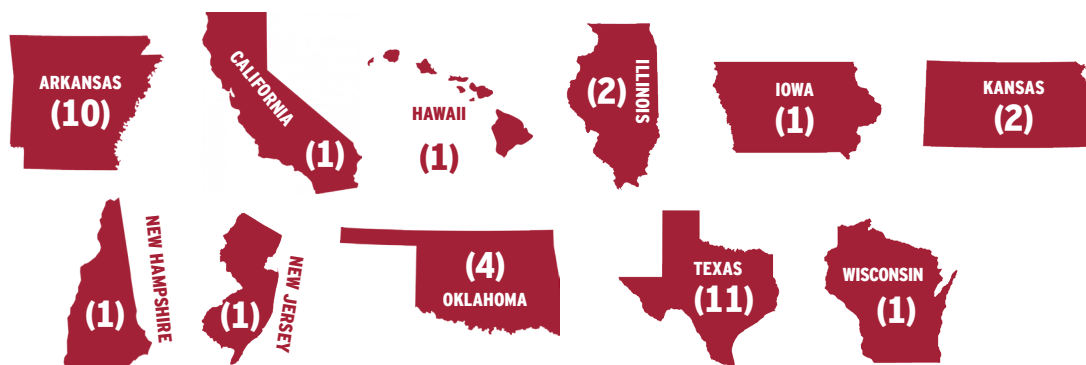 ARKANSAS
(10)
CALIFORNIA
(1)
HAWAII
(1)
ILLINOIS
(2)
IOWA
(1)
KANSAS
(2)
NEW HAMPSHIRE
(1)
NEW JERSEY
(1)
(4)
OKLAHOMA
TEXAS
(11)
WISCONSIN
(1)